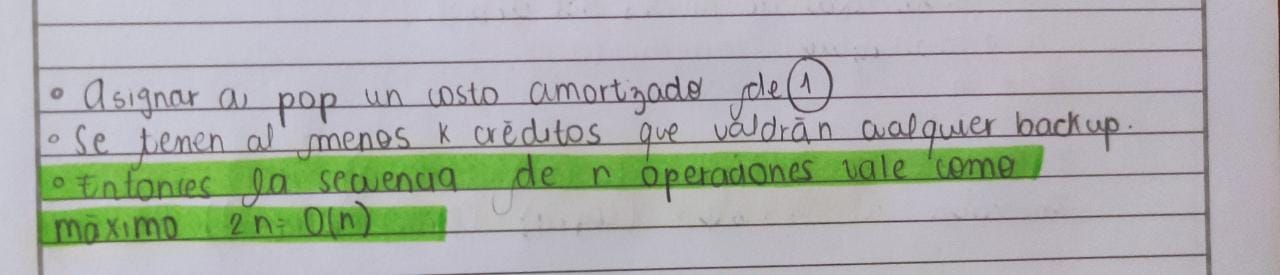 ◦ Asignar a pop un costo amortizado de ①
◦ Se tenen al menos k créditos que valdrán cualquier backup.
◦ Entonces la secuencia de n operaciones vale como
máximo 2n = O(n)